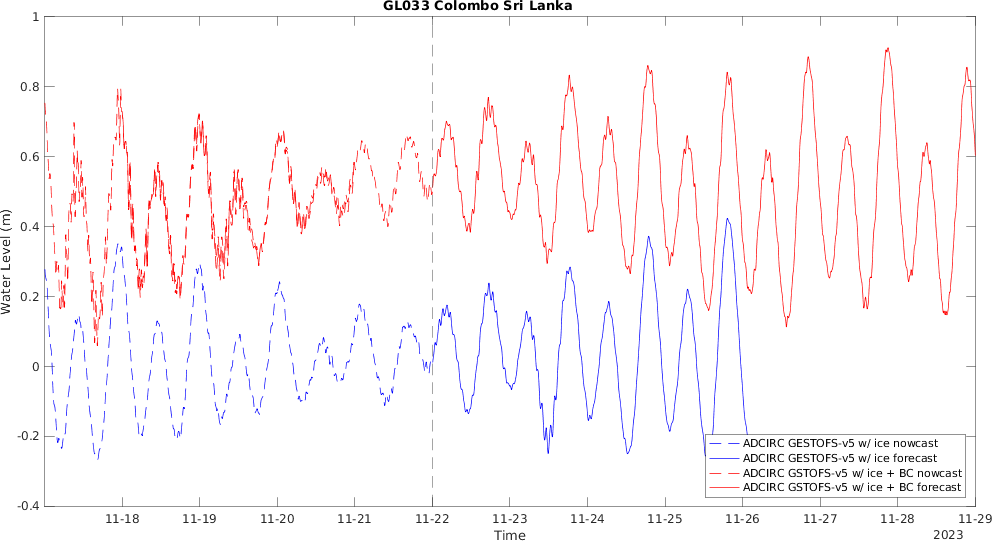 GL033 Colombo Sri Lanka
1
0.8
0.6
0.4
0.2
0
-0.2
-0.4
Water Level (m)
ADCIRC GESTOFS-v5 w/ ice nowcast
ADCIRC GESTOFS-v5 w/ ice forecast
ADCIRC GSTOFS-v5 w/ ice + BC nowcast
ADCIRC GSTOFS-v5 w/ ice + BC forecast
11-18 11-19 11-20 11-21 11-22 11-23 11-24 11-25 11-26 11-27 11-28 11-29
Time
2023